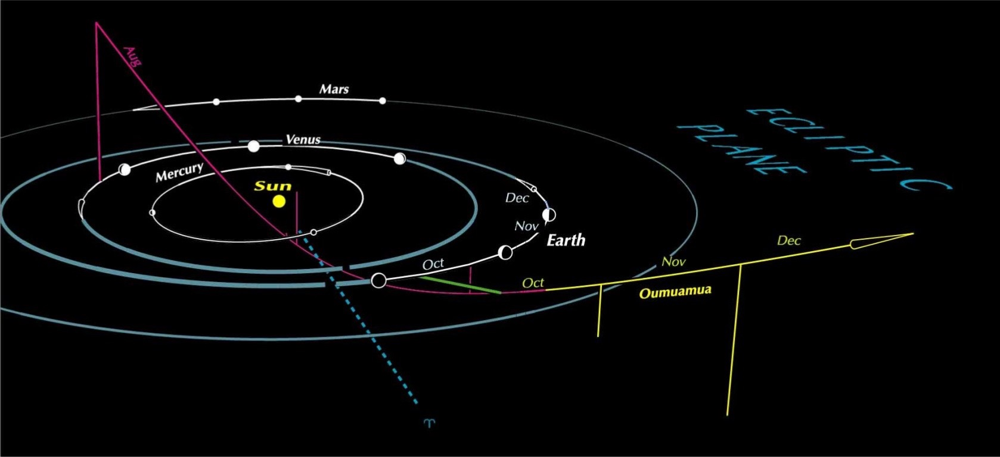 Aug
Mars
Venus
Mercury
Sun
ECLIPTIC
PLANE
Dec
Nov
Earth
Oct
Dec
Nov
Oct
Oumuamua
♈